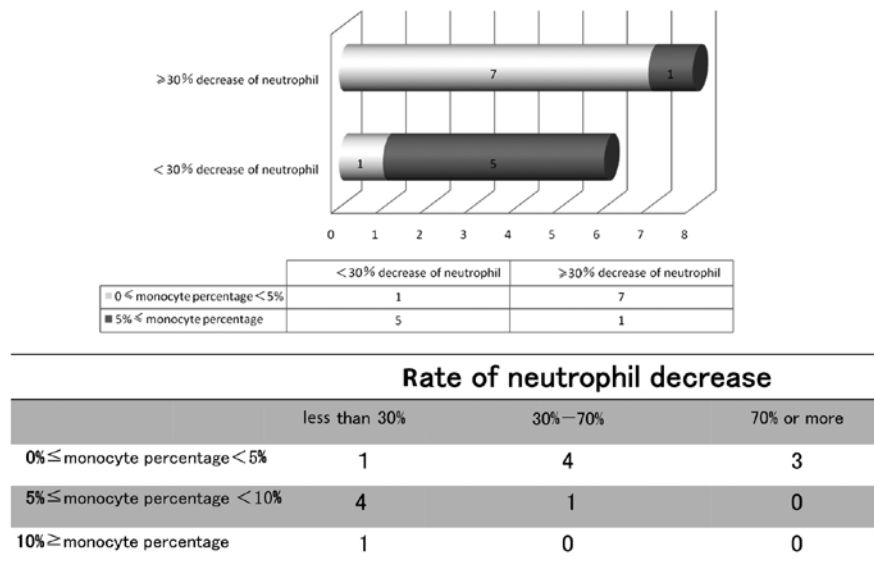 ≥30% decrease of neutrophil
7 1
<30% decrease of neutrophil
1 5
0 1 2 3 4 5 6 7 8
<30% decrease of neutrophil ≥30% decrease of neutrophil
0≤ monocyte percentage<5% 1 7
5%≤ monocyte percentage 5 1
Rate of neutrophil decrease
less than 30% 30%−70% 70% or more
0%≦monocyte percentage<5% 1 4 3
5%≦monocyte percentage <10% 4 1 0
10%≧monocyte percentage 1 0 0